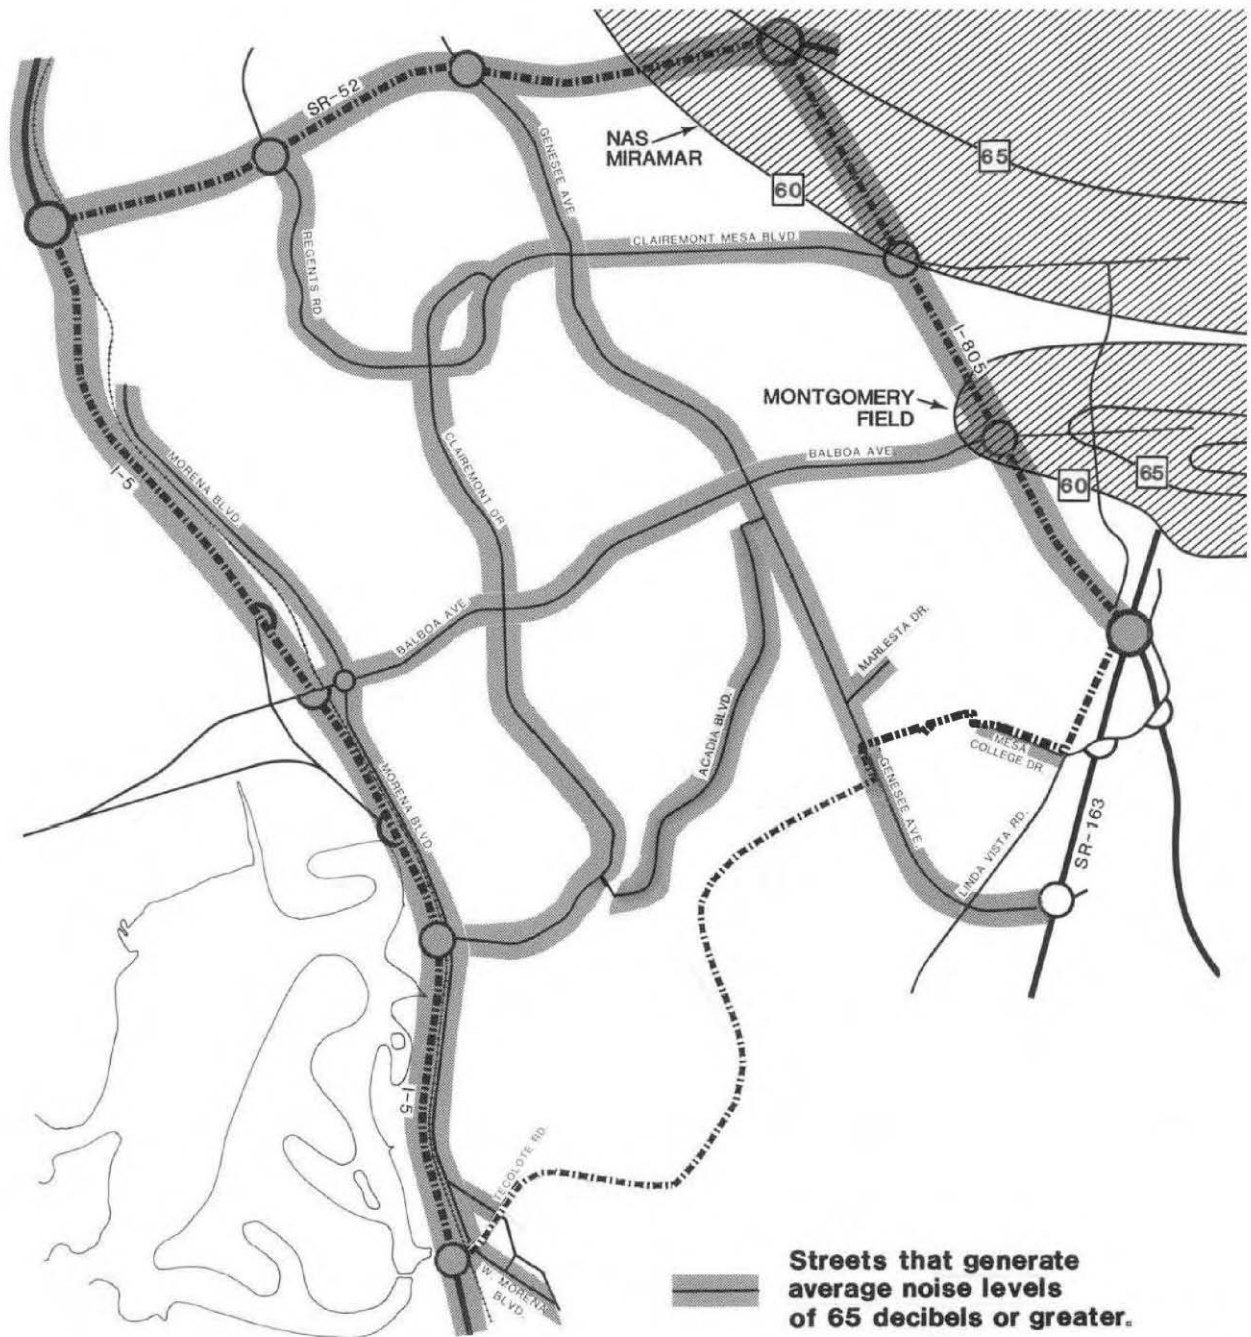 SR-52
GENESEE AVE.
NAS
MIRAMAR
65
60
CLAIREMONT MESA BLVD.
REGENTS RD.
I-805
MONTGOMERY
FIELD
BALBOA AVE.
60
65
MORENA BLVD.
I-5
CLAIREMONT DR.
BALBOA AVE.
MARLESTA DR.
ACADIA BLVD.
MESA
COLLEGE DR.
MORENA BLVD.
GENESEE AVE.
LINDA VISTA RD.
SR-163
I-5
TECOLOTE RD.
W. MORENA
BLVD.
Streets that generate
average noise levels
of 65 decibels or greater.